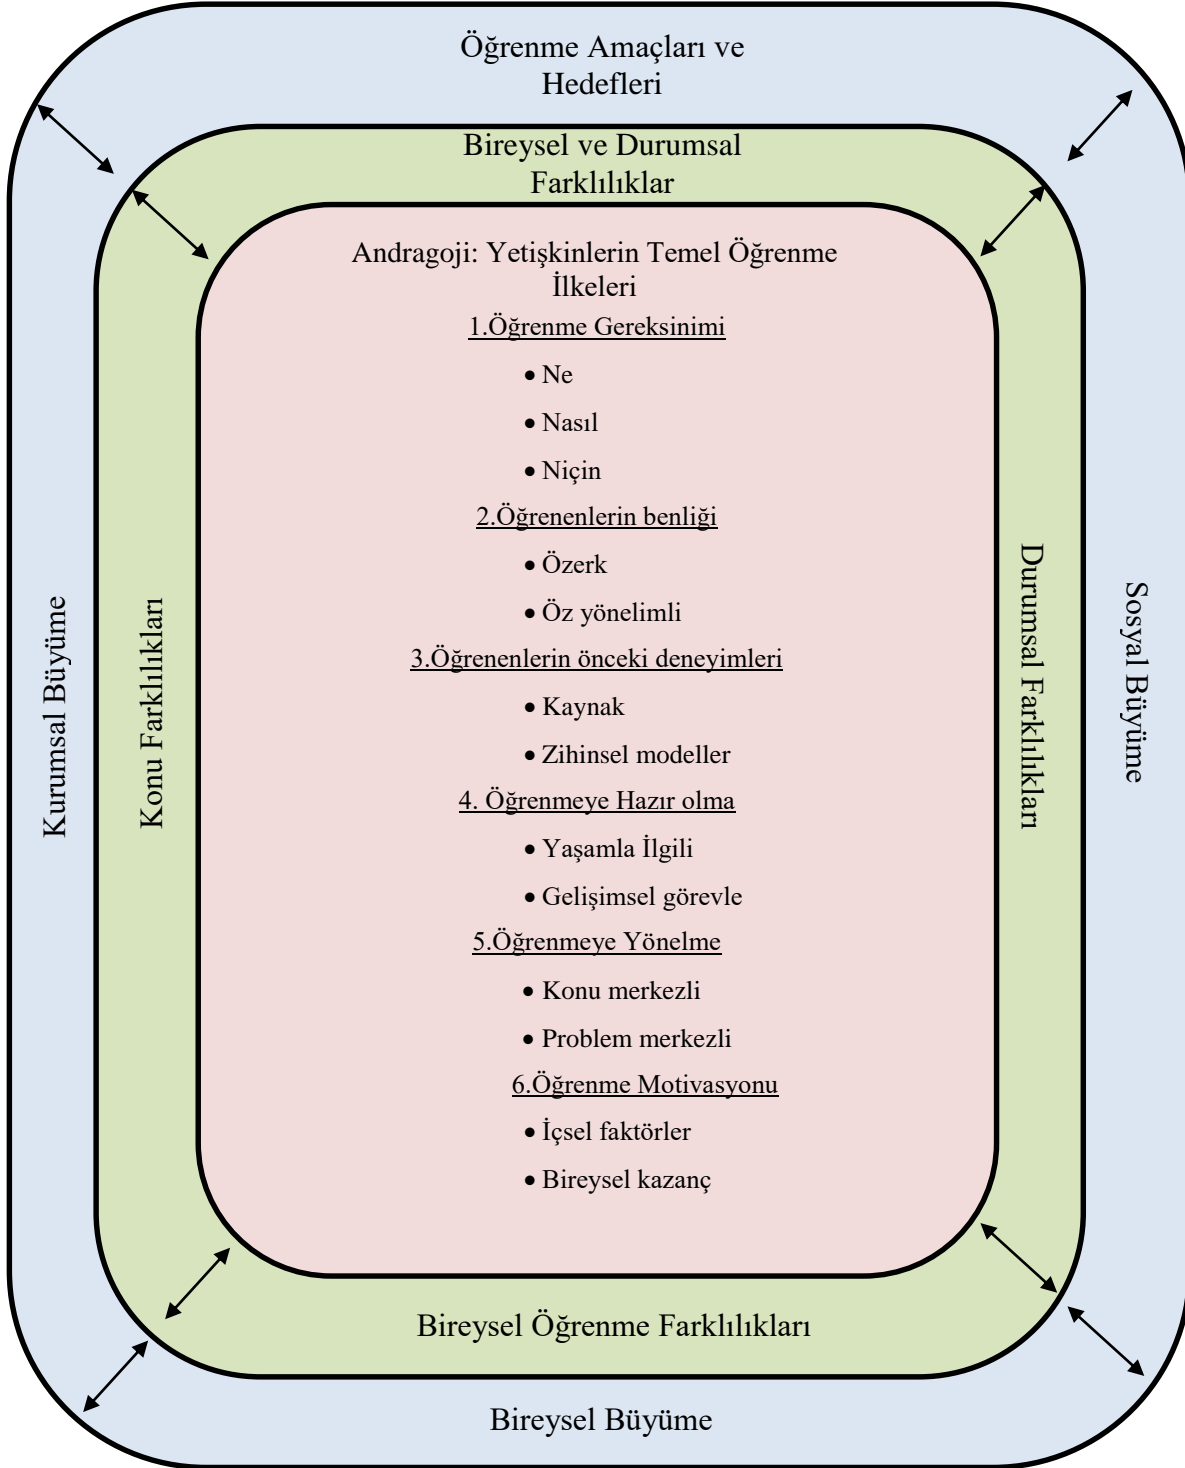 Öğrenme Amaçları ve
Hedefleri
Bireysel ve Durumsal
Farklılıklar
Andragoji: Yetişkinlerin Temel Öğrenme
İlkeleri
1.Öğrenme Gereksinimi
• Ne
• Nasıl
• Niçin
2.Öğrenenlerin benliği
• Özerk
• Öz yönelimli
3.Öğrenenlerin önceki deneyimleri
• Kaynak
• Zihinsel modeller
4. Öğrenmeye Hazır olma
• Yaşamla İlgili
• Gelişimsel görevle
5.Öğrenmeye Yönelme
• Konu merkezli
• Problem merkezli
6.Öğrenme Motivasyonu
• İçsel faktörler
• Bireysel kazanç
Kurumsal Büyüme
Konu Farklılıkları
Durumsal Farklılıkları
Sosyal Büyüme
Bireysel Öğrenme Farklılıkları
Bireysel Büyüme